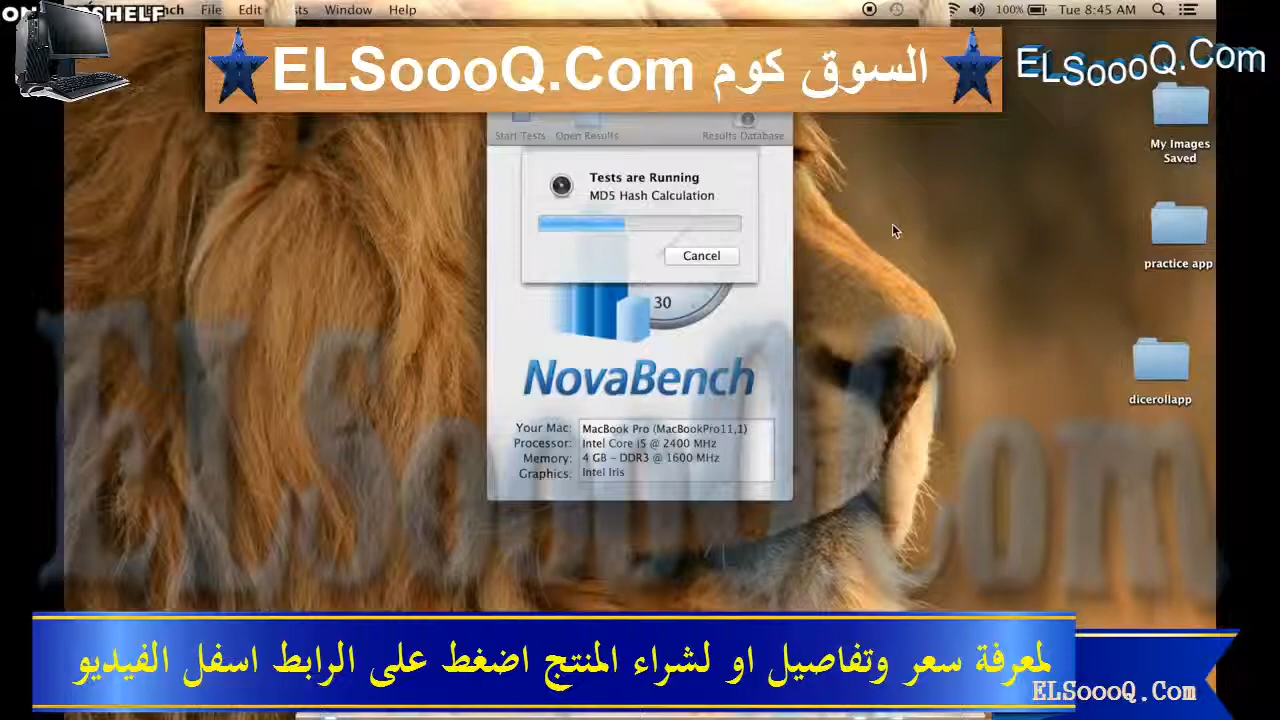 File Edit Window Help 100% Tue 8:45 AM
ELSoooQ.Com السوق كوم
ELSoooQ.Com
Start Tests Open Results Results Database
My Images
Saved
Tests are Running
MD5 Hash Calculation
Cancel
practice app
30
NovaBench
dicerollapp
Your Mac: MacBook Pro (MacBookPro11,1)
Processor: Intel Core i5 @ 2400 MHz
Memory: 4 GB - DDR3 @ 1600 MHz
Graphics: Intel Iris
ELSoooQ.Com
لمعرفة سعر وتفاصيل او لشراء المنتج اضغط على الرابط اسفل الفيديو
ELSoooQ.Com